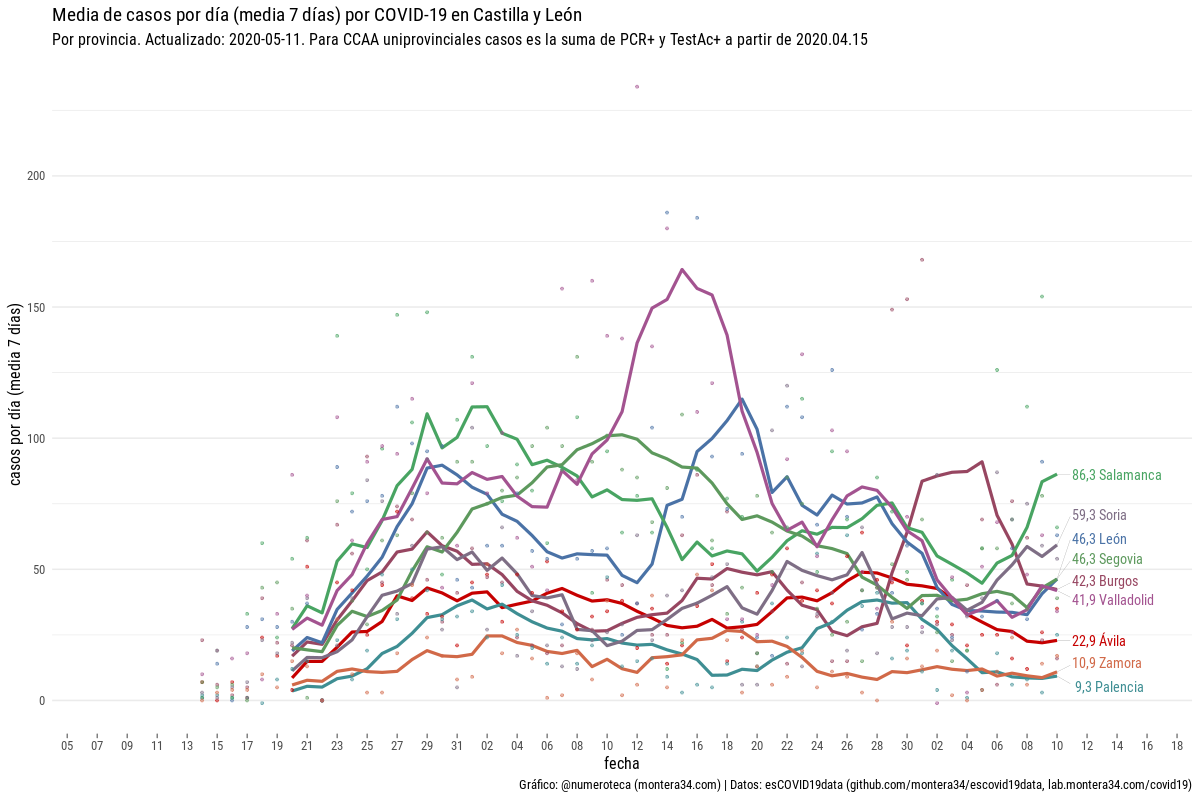 Media de casos por día (media 7 días) por COVID-19 en Castilla y León
Por provincia. Actualizado: 2020-05-11. Para CCAA uniprovinciales casos es la suma de PCR+ y TestAc+ a partir de 2020.04.15
casos por día (media 7 días)
200
150
100
50
0
86,3 Salamanca
59,3 Soria
46,3 León
46,3 Segovia
42,3 Burgos
41,9 Valladolid
22,9 Ávila
10,9 Zamora
9,3 Palencia
05 07 09 11 13 15 17 19 21 23 25 27 29 31 02 04 06 08 10 12 14 16 18 20 22 24 26 28 30 02 04 06 08 10 12 14 16 18
fecha
Gráfico: @numeroteca (montera34.com) | Datos: esCOVID19data (github.com/montera34/escovid19data, lab.montera34.com/covid19)